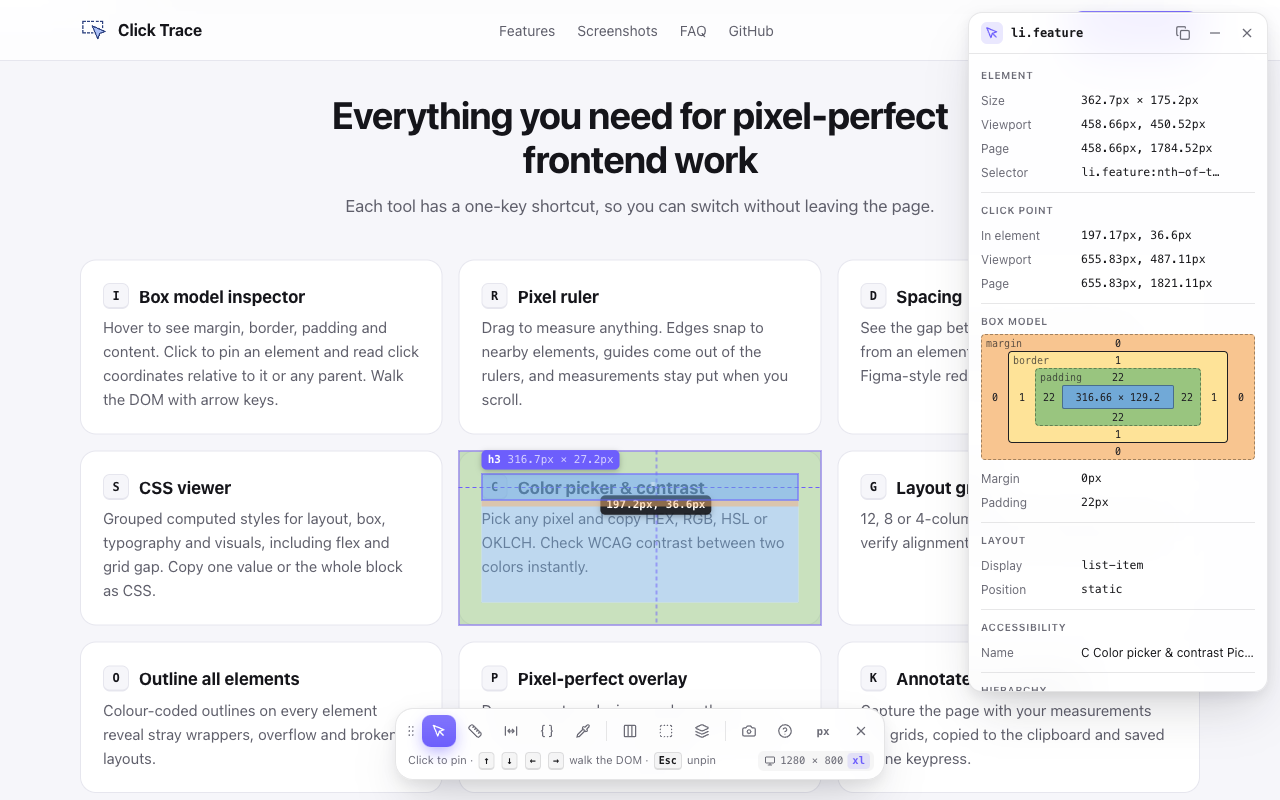 Click Trace
Features Screenshots FAQ GitHub
Everything you need for pixel-perfect
frontend work
Each tool has a one-key shortcut, so you can switch without leaving the page.
I Box model inspector
Hover to see margin, border, padding and
content. Click to pin an element and read click
coordinates relative to it or any parent. Walk
the DOM with arrow keys.
R Pixel ruler
Drag to measure anything. Edges snap to
nearby elements, guides come out of the
rulers, and measurements stay put when you
scroll.
D Spacing
See the gap
from an
Figma-style red
S CSS viewer
Grouped computed styles for layout, box,
typography and visuals, including flex and
grid gap. Copy one value or the whole block
as CSS.
h3 316.7px × 27.2px
C Color picker & contrast
197.2px, 36.6px
Pick any pixel and copy HEX, RGB, HSL or
OKLCH. Check WCAG contrast between two
colors instantly.
G Layout
12, 8 or
verify alignment
O Outline all elements
Colour-coded outlines on every element
reveal stray wrappers, overflow and broken
layouts.
P Pixel-perfect overlay
K Annotate
Capture the page with your measurements
grids, copied to the clipboard and saved
keypress.
li.feature
ELEMENT
Size 362.7px × 175.2px
Viewport 458.66px, 450.52px
Page 458.66px, 1784.52px
Selector li.feature:nth-of-t…
CLICK POINT
In element 197.17px, 36.6px
Viewport 655.83px, 487.11px
Page 655.83px, 1821.11px
BOX MODEL
margin 0
border 1
padding 22
0 1 22 316.66 × 129.2 22 1 0
22
1
0
Margin 0px
Padding 22px
LAYOUT
Display list-item
Position static
ACCESSIBILITY
Name C Color picker & contrast Pic…
HIERARCHY
px
Click to pin · ↑ ↓ ← → walk the DOM · Esc unpin 1280 × 800 xl